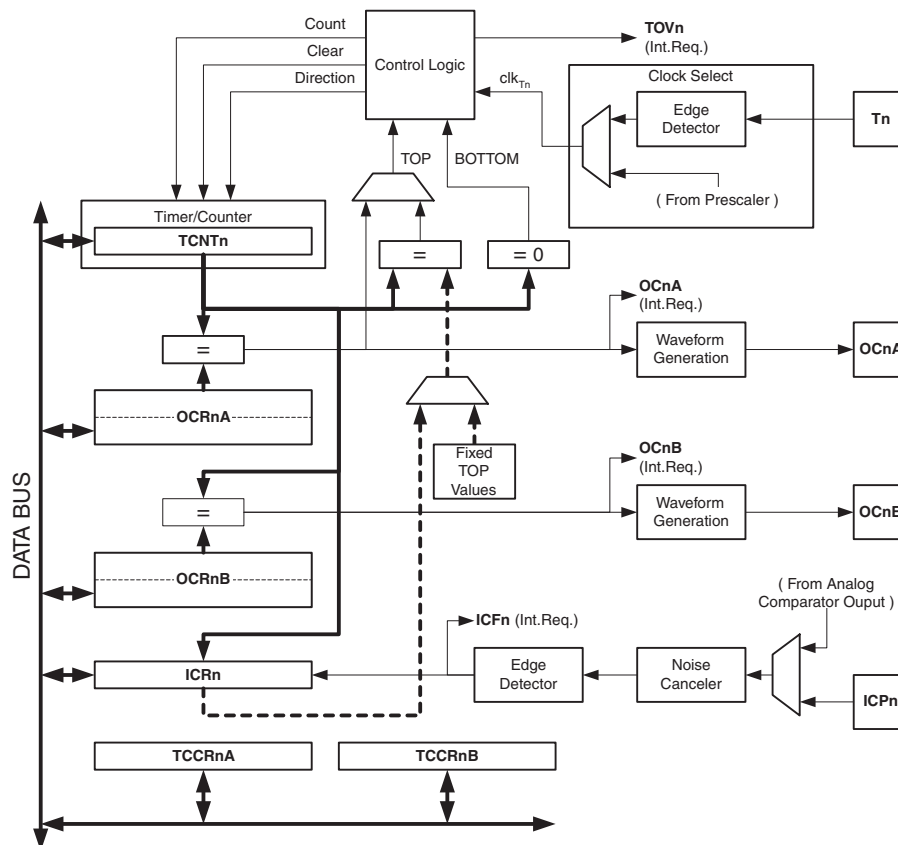 Count
Clear
Direction
Control Logic
TOVn
(Int.Req.)
clkTn
Clock Select
Edge
Detector
Tn
( From Prescaler )
TOP
BOTTOM
Timer/Counter
TCNTn
=
= 0
OCnA
(Int.Req.)
=
Waveform
Generation
OCnA
OCRnA
Fixed
TOP
Values
OCnB
(Int.Req.)
=
Waveform
Generation
OCnB
OCRnB
DATA BUS
( From Analog
Comparator Ouput )
ICFn (Int.Req.)
ICRn
Edge
Detector
Noise
Canceler
ICPn
TCCRnA
TCCRnB